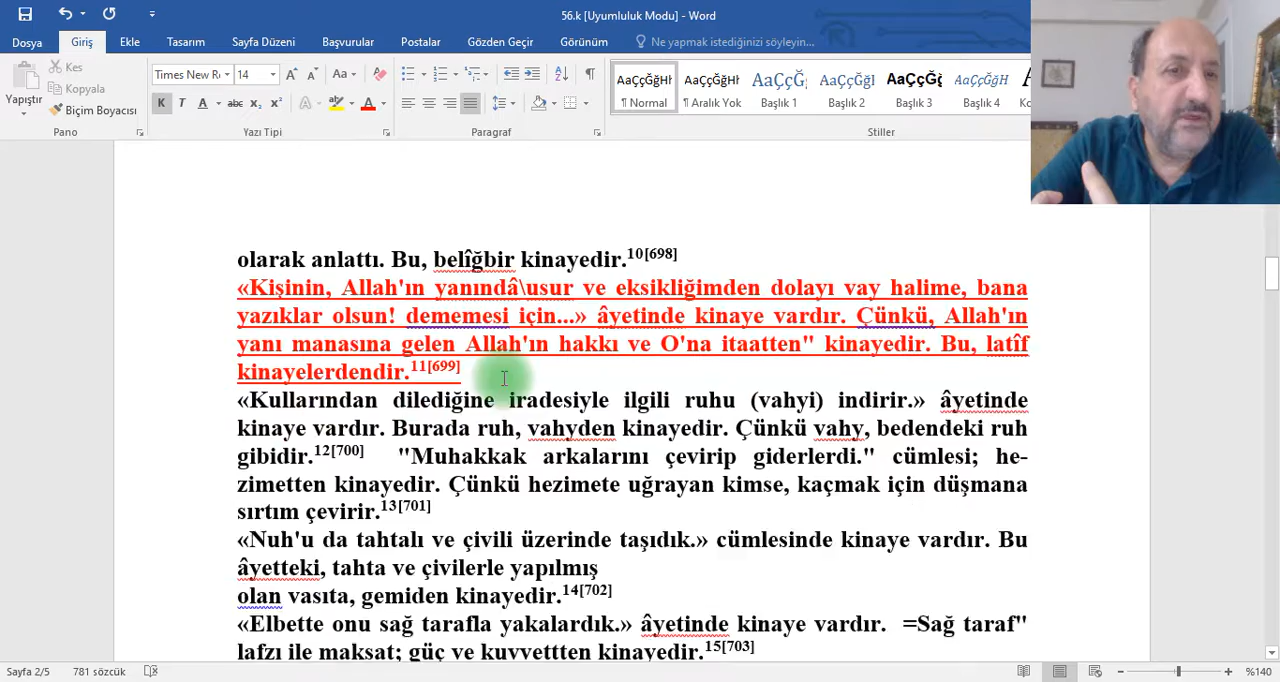 56.k [Uyumluluk Modu] - Word
Dosya Giriş Ekle Tasarım Sayfa Düzeni Başvurular Postalar Gözden Geçir Görünüm Ne yapmak istediğinizi söyleyin...
Yapıştır
Kes
Kopyala
Biçim Boyacısı
Times New Ro 14
K T A abc x₂ x² A A
AaÇçĞğHł AaÇçĞğHł AaÇçĞ AaÇçĞğI AaÇçĞğ AaÇçĞğH
¶ Normal ¶ Aralık Yok Başlık 1 Başlık 2 Başlık 3 Başlık 4
Pano Yazı Tipi Paragraf Stiller
olarak anlattı. Bu, belîğbir kinayedir.10[698]
«Kişinin, Allah'ın yanındâ\usur ve eksikliğimden dolayı vay halime, bana
yazıklar olsun! dememesi için...» âyetinde kinaye vardır. Çünkü, Allah'ın
yanı manasına gelen Allah'ın hakkı ve O'na itaatten" kinayedir. Bu, latîf
kinayelerdendir.11[699]
«Kullarından dilediğine iradesiyle ilgili ruhu (vahyi) indirir.» âyetinde
kinaye vardır. Burada ruh, vahyden kinayedir. Çünkü vahy, bedendeki ruh
gibidir.12[700] "Muhakkak arkalarını çevirip giderlerdi." cümlesi; he-
zimetten kinayedir. Çünkü hezimete uğrayan kimse, kaçmak için düşmana
sırtım çevirir.13[701]
«Nuh'u da tahtalı ve çivili üzerinde taşıdık.» cümlesinde kinaye vardır. Bu
âyetteki, tahta ve çivilerle yapılmış
olan vasıta, gemiden kinayedir.14[702]
«Elbette onu sağ tarafla yakalardık.» âyetinde kinaye vardır. =Sağ taraf"
lafzı ile maksat; güç ve kuvvettten kinayedir.15[703]
Sayfa 2/5 781 sözcük %140